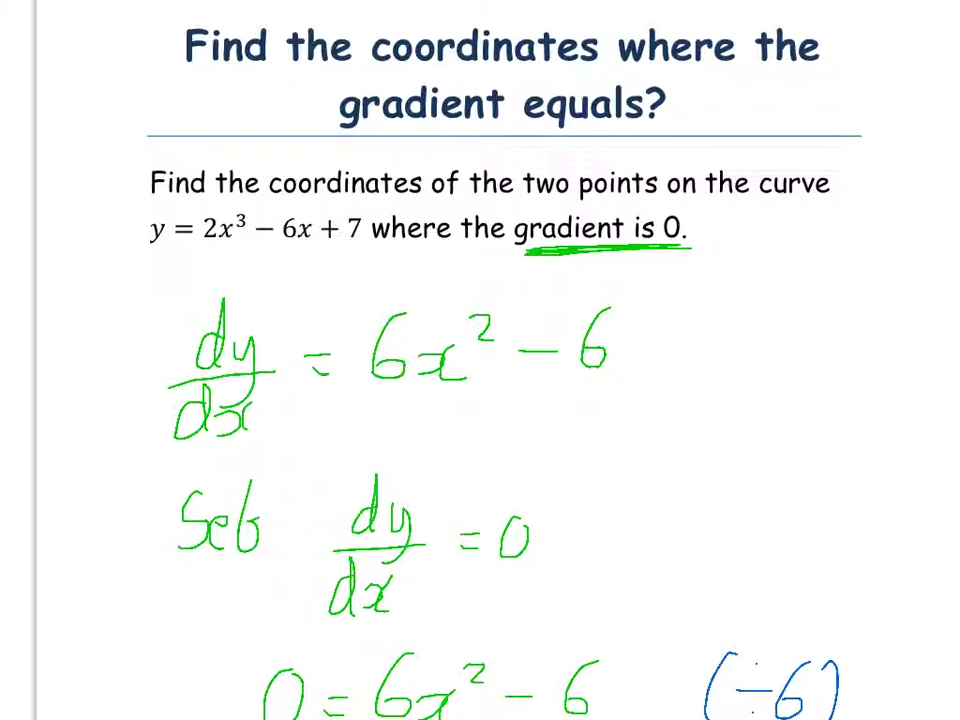 Find the coordinates where the
gradient equals?
Find the coordinates of the two points on the curve
y = 2x³ − 6x + 7 where the gradient is 0.
dy/dx = 6x² − 6
Set dy/dx = 0
0 = 6x² − 6 (÷6)